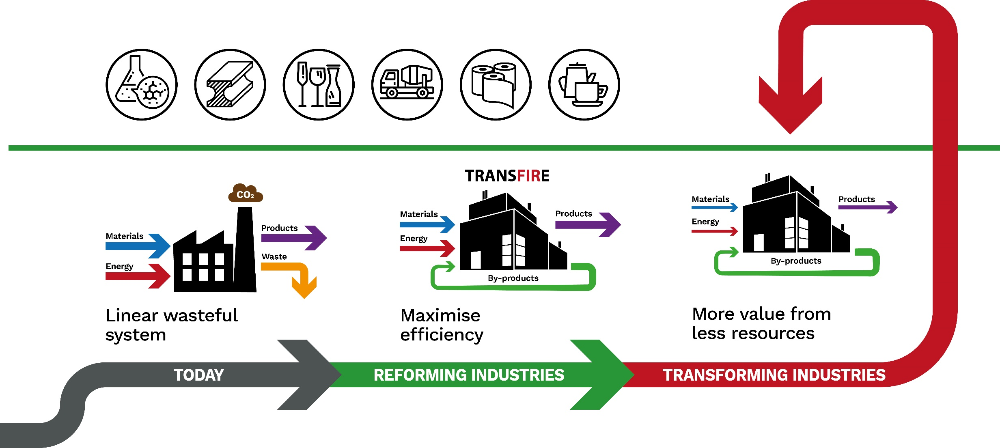 CO₂
Materials
Energy
Products
Waste
Linear wasteful
system
TRANSFIRE
Materials
Energy
Products
By-products
Maximise
efficiency
Materials
Energy
Products
By-products
More value from
less resources
TODAY
REFORMING INDUSTRIES
TRANSFORMING INDUSTRIES